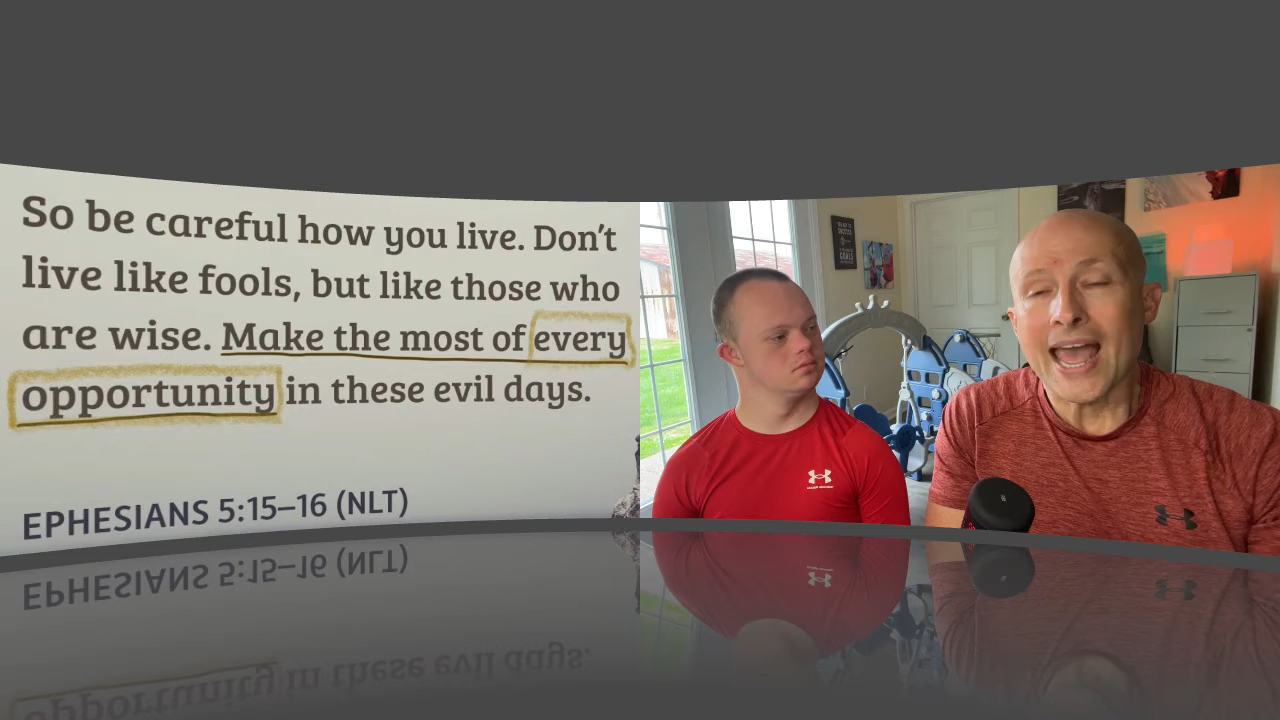 So be careful how you live. Don't
live like fools, but like those who
are wise. Make the most of every
opportunity in these evil days.
EPHESIANS 5:15–16 (NLT)